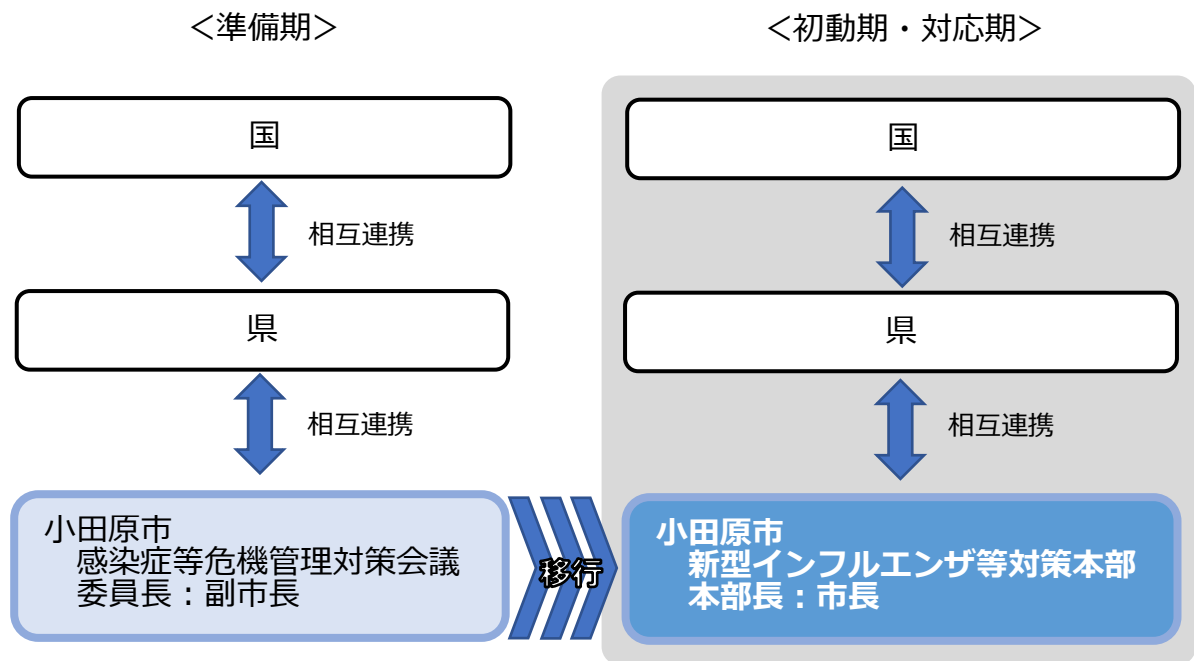 ＜準備期＞
国
相互連携
県
相互連携
小田原市
感染症等危機管理対策会議
委員長：副市長
移行
＜初動期・対応期＞
国
相互連携
県
相互連携
小田原市
新型インフルエンザ等対策本部
本部長：市長